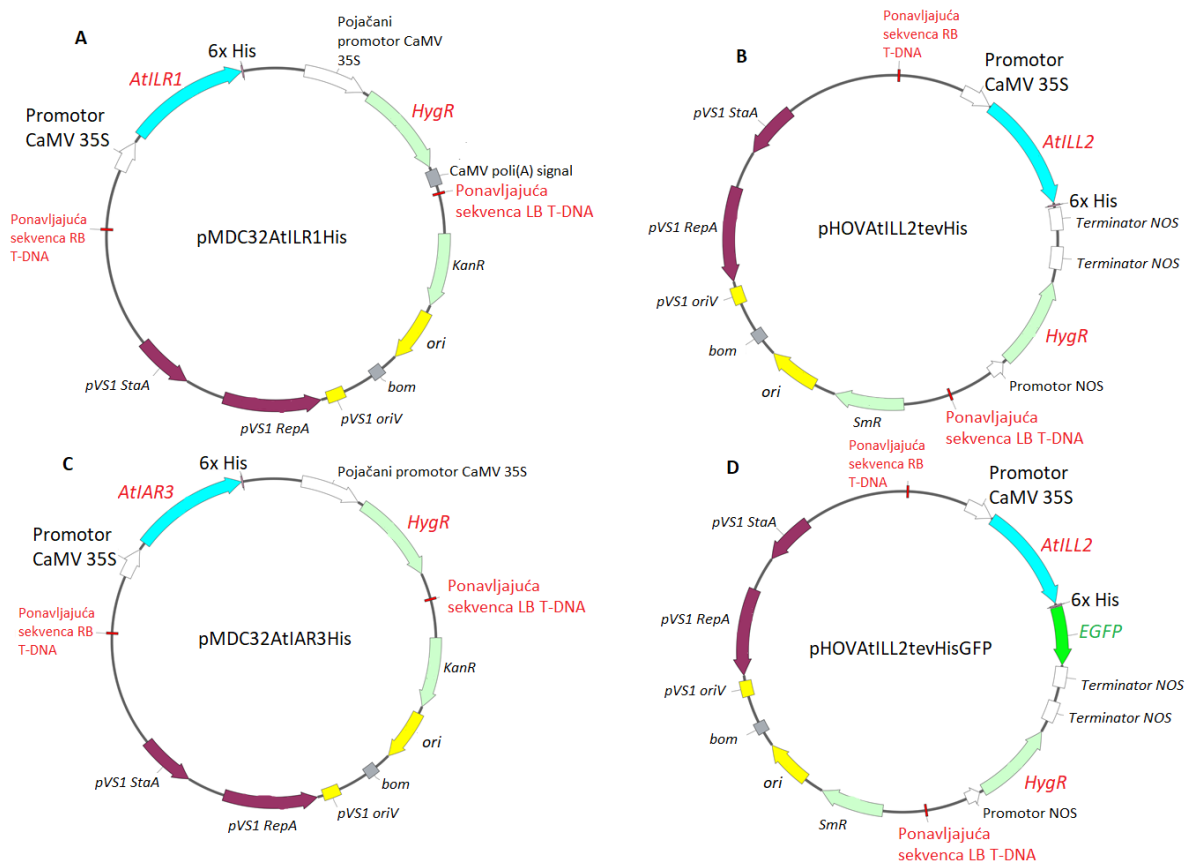 A
6x His
AtILR1
Promotor
CaMV 35S
Pojačani
promotor CaMV
35S
HygR
CaMV poli(A) signal
Ponavljajuća
sekvenca LB T-DNA
Ponavljajuća
sekvenca RB
T-DNA
pMDC32AtILR1His
KanR
ori
bom
pVS1 oriV
pVS1 RepA
pVS1 StaA
B
Ponavljajuća
sekvenca RB
T-DNA
Promotor
CaMV 35S
pVS1 StaA
AtILL2
6x His
Terminator NOS
Terminator NOS
pVS1 RepA
pHOVAtILL2tevHis
pVS1 oriV
bom
HygR
ori
Promotor NOS
SmR
Ponavljajuća
sekvenca LB T-DNA
C
6x His
AtIAR3
Promotor
CaMV 35S
Pojačani promotor CaMV 35S
HygR
Ponavljajuća
sekvenca LB T-DNA
Ponavljajuća
sekvenca RB
T-DNA
pMDC32AtIAR3His
KanR
ori
bom
pVS1 oriV
pVS1 RepA
pVS1 StaA
D
Ponavljajuća
sekvenca RB
T-DNA
Promotor
CaMV 35S
pVS1 StaA
AtILL2
6x His
EGFP
Terminator NOS
Terminator NOS
pVS1 RepA
pHOVAtILL2tevHisGFP
pVS1 oriV
bom
ori
HygR
Promotor NOS
SmR
Ponavljajuća
sekvenca LB T-DNA